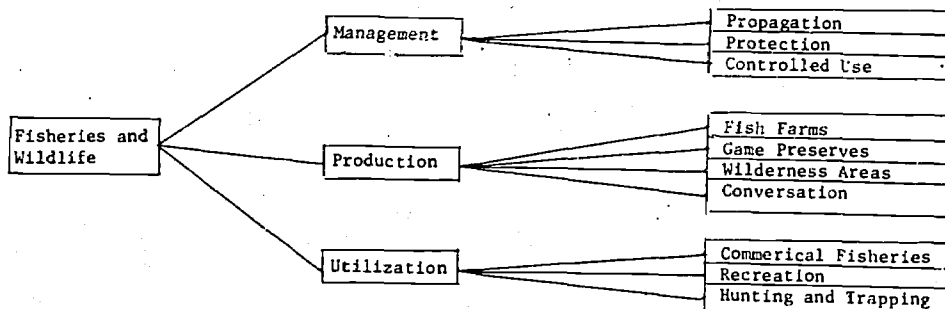 Management
Propagation
Protection
Controlled Use
Fisheries and
Wildlife
Production
Fish Farms
Game Preserves
Wilderness Areas
Conversation
Utilization
Commerical Fisheries
Recreation
Hunting and Trapping